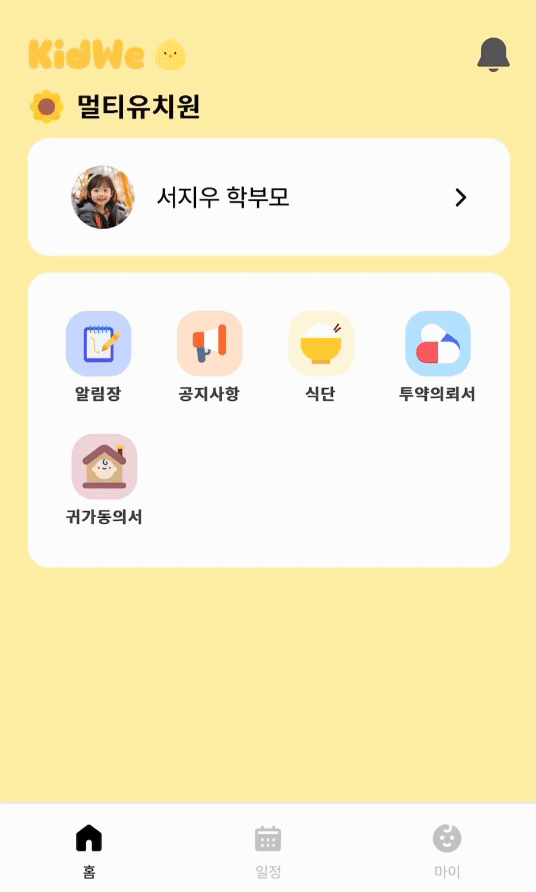 KidWe
멀티유치원
서지우 학부모
알림장 공지사항 식단 투약의뢰서
귀가동의서
홈 일정 마이